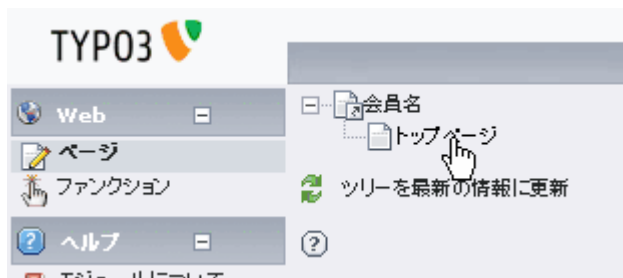 TYPO3
Web
ページ
ファンクション
ヘルプ
会員名
トップページ
ツリーを最新の情報に更新